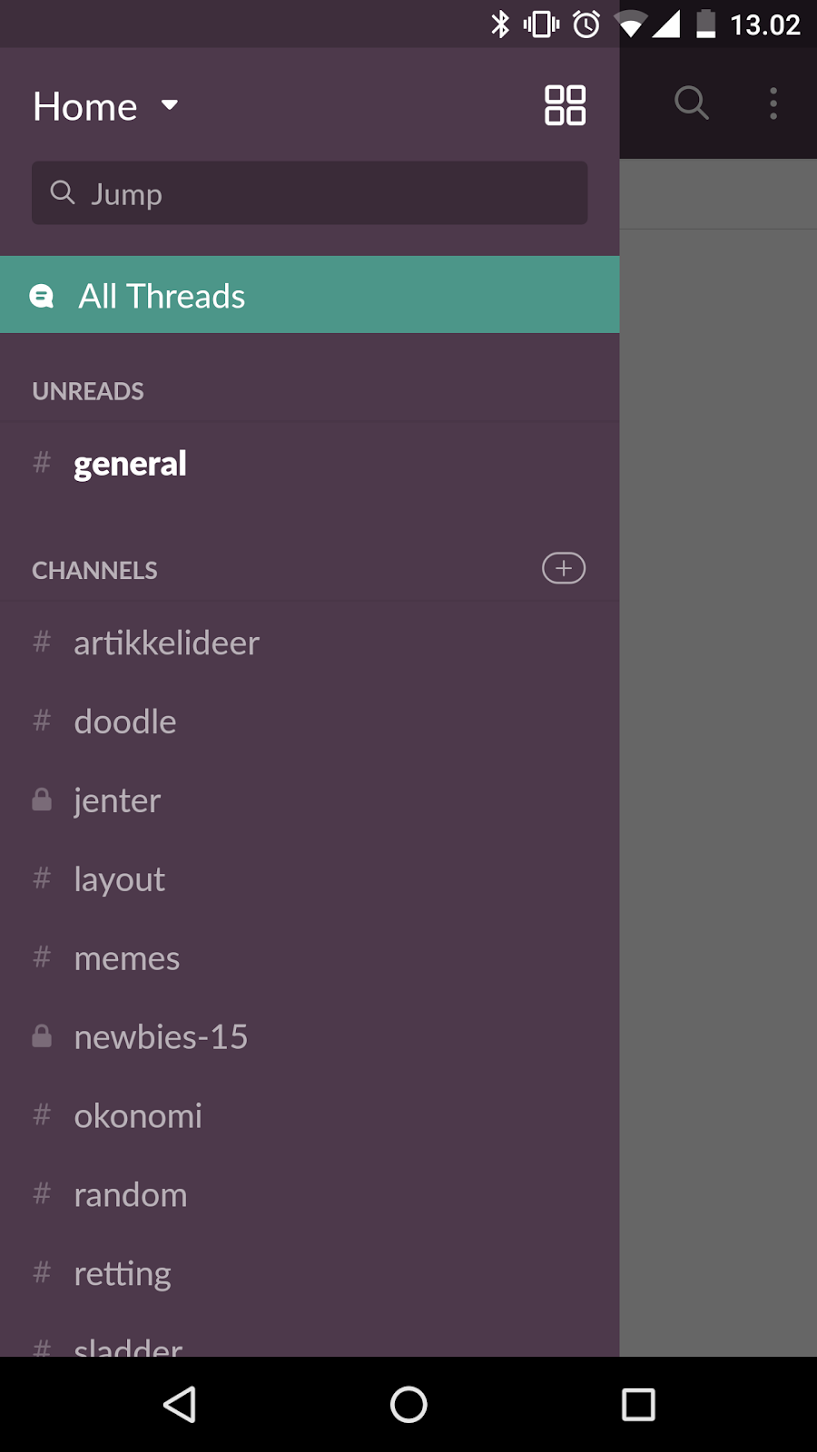 13.02
Home
Jump
All Threads
UNREADS
# general
CHANNELS
# artikkelideer
# doodle
jenter
# layout
# memes
newbies-15
# okonomi
# random
# retting
# sladder